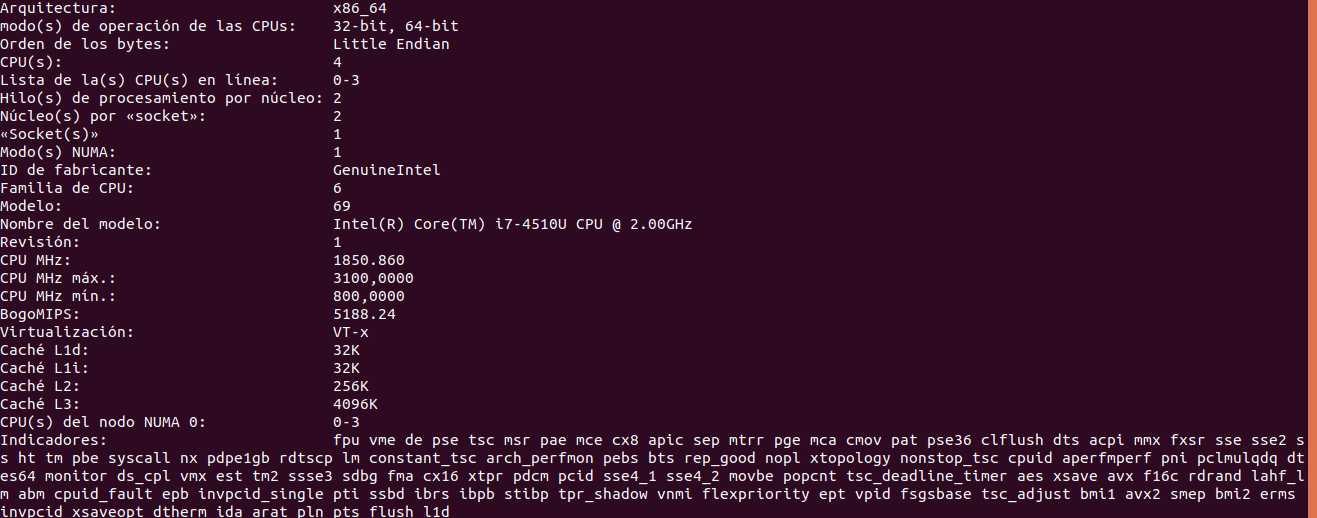 Arquitectura: x86_64
modo(s) de operación de las CPUs: 32-bit, 64-bit
Orden de los bytes: Little Endian
CPU(s): 4
Lista de la(s) CPU(s) en línea: 0-3
Hilo(s) de procesamiento por núcleo: 2
Núcleo(s) por «socket»: 2
«Socket(s)» 1
Modo(s) NUMA: 1
ID de fabricante: GenuineIntel
Familia de CPU: 6
Modelo: 69
Nombre del modelo: Intel(R) Core(TM) i7-4510U CPU @ 2.00GHz
Revisión: 1
CPU MHz: 1850.860
CPU MHz máx.: 3100,0000
CPU MHz mín.: 800,0000
BogoMIPS: 5188.24
Virtualización: VT-x
Caché L1d: 32K
Caché L1i: 32K
Caché L2: 256K
Caché L3: 4096K
CPU(s) del nodo NUMA 0: 0-3
Indicadores: fpu vme de pse tsc msr pae mce cx8 apic sep mtrr pge mca cmov pat pse36 clflush dts acpi mmx fxsr sse sse2 s
s ht tm pbe syscall nx pdpe1gb rdtscp lm constant_tsc arch_perfmon pebs bts rep_good nopl xtopology nonstop_tsc cpuid aperfmperf pni pclmulqdq dt
es64 monitor ds_cpl vmx est tm2 ssse3 sdbg fma cx16 xtpr pdcm pcid sse4_1 sse4_2 movbe popcnt tsc_deadline_timer aes xsave avx f16c rdrand lahf_l
m abm cpuid_fault epb invpcid_single pti ssbd ibrs ibpb stibp tpr_shadow vnmi flexpriority ept vpid fsgsbase tsc_adjust bmi1 avx2 smep bmi2 erms
invpcid xsaveopt dtherm ida arat pln pts flush_l1d